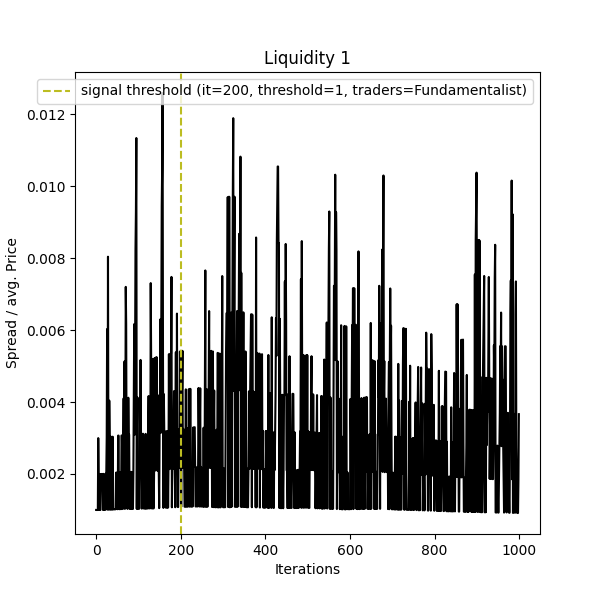 Liquidity 1
signal threshold (it=200, threshold=1, traders=Fundamentalist)
0.012
0.010
0.008
0.006
0.004
0.002
Spread / avg. Price
0 200 400 600 800 1000
Iterations